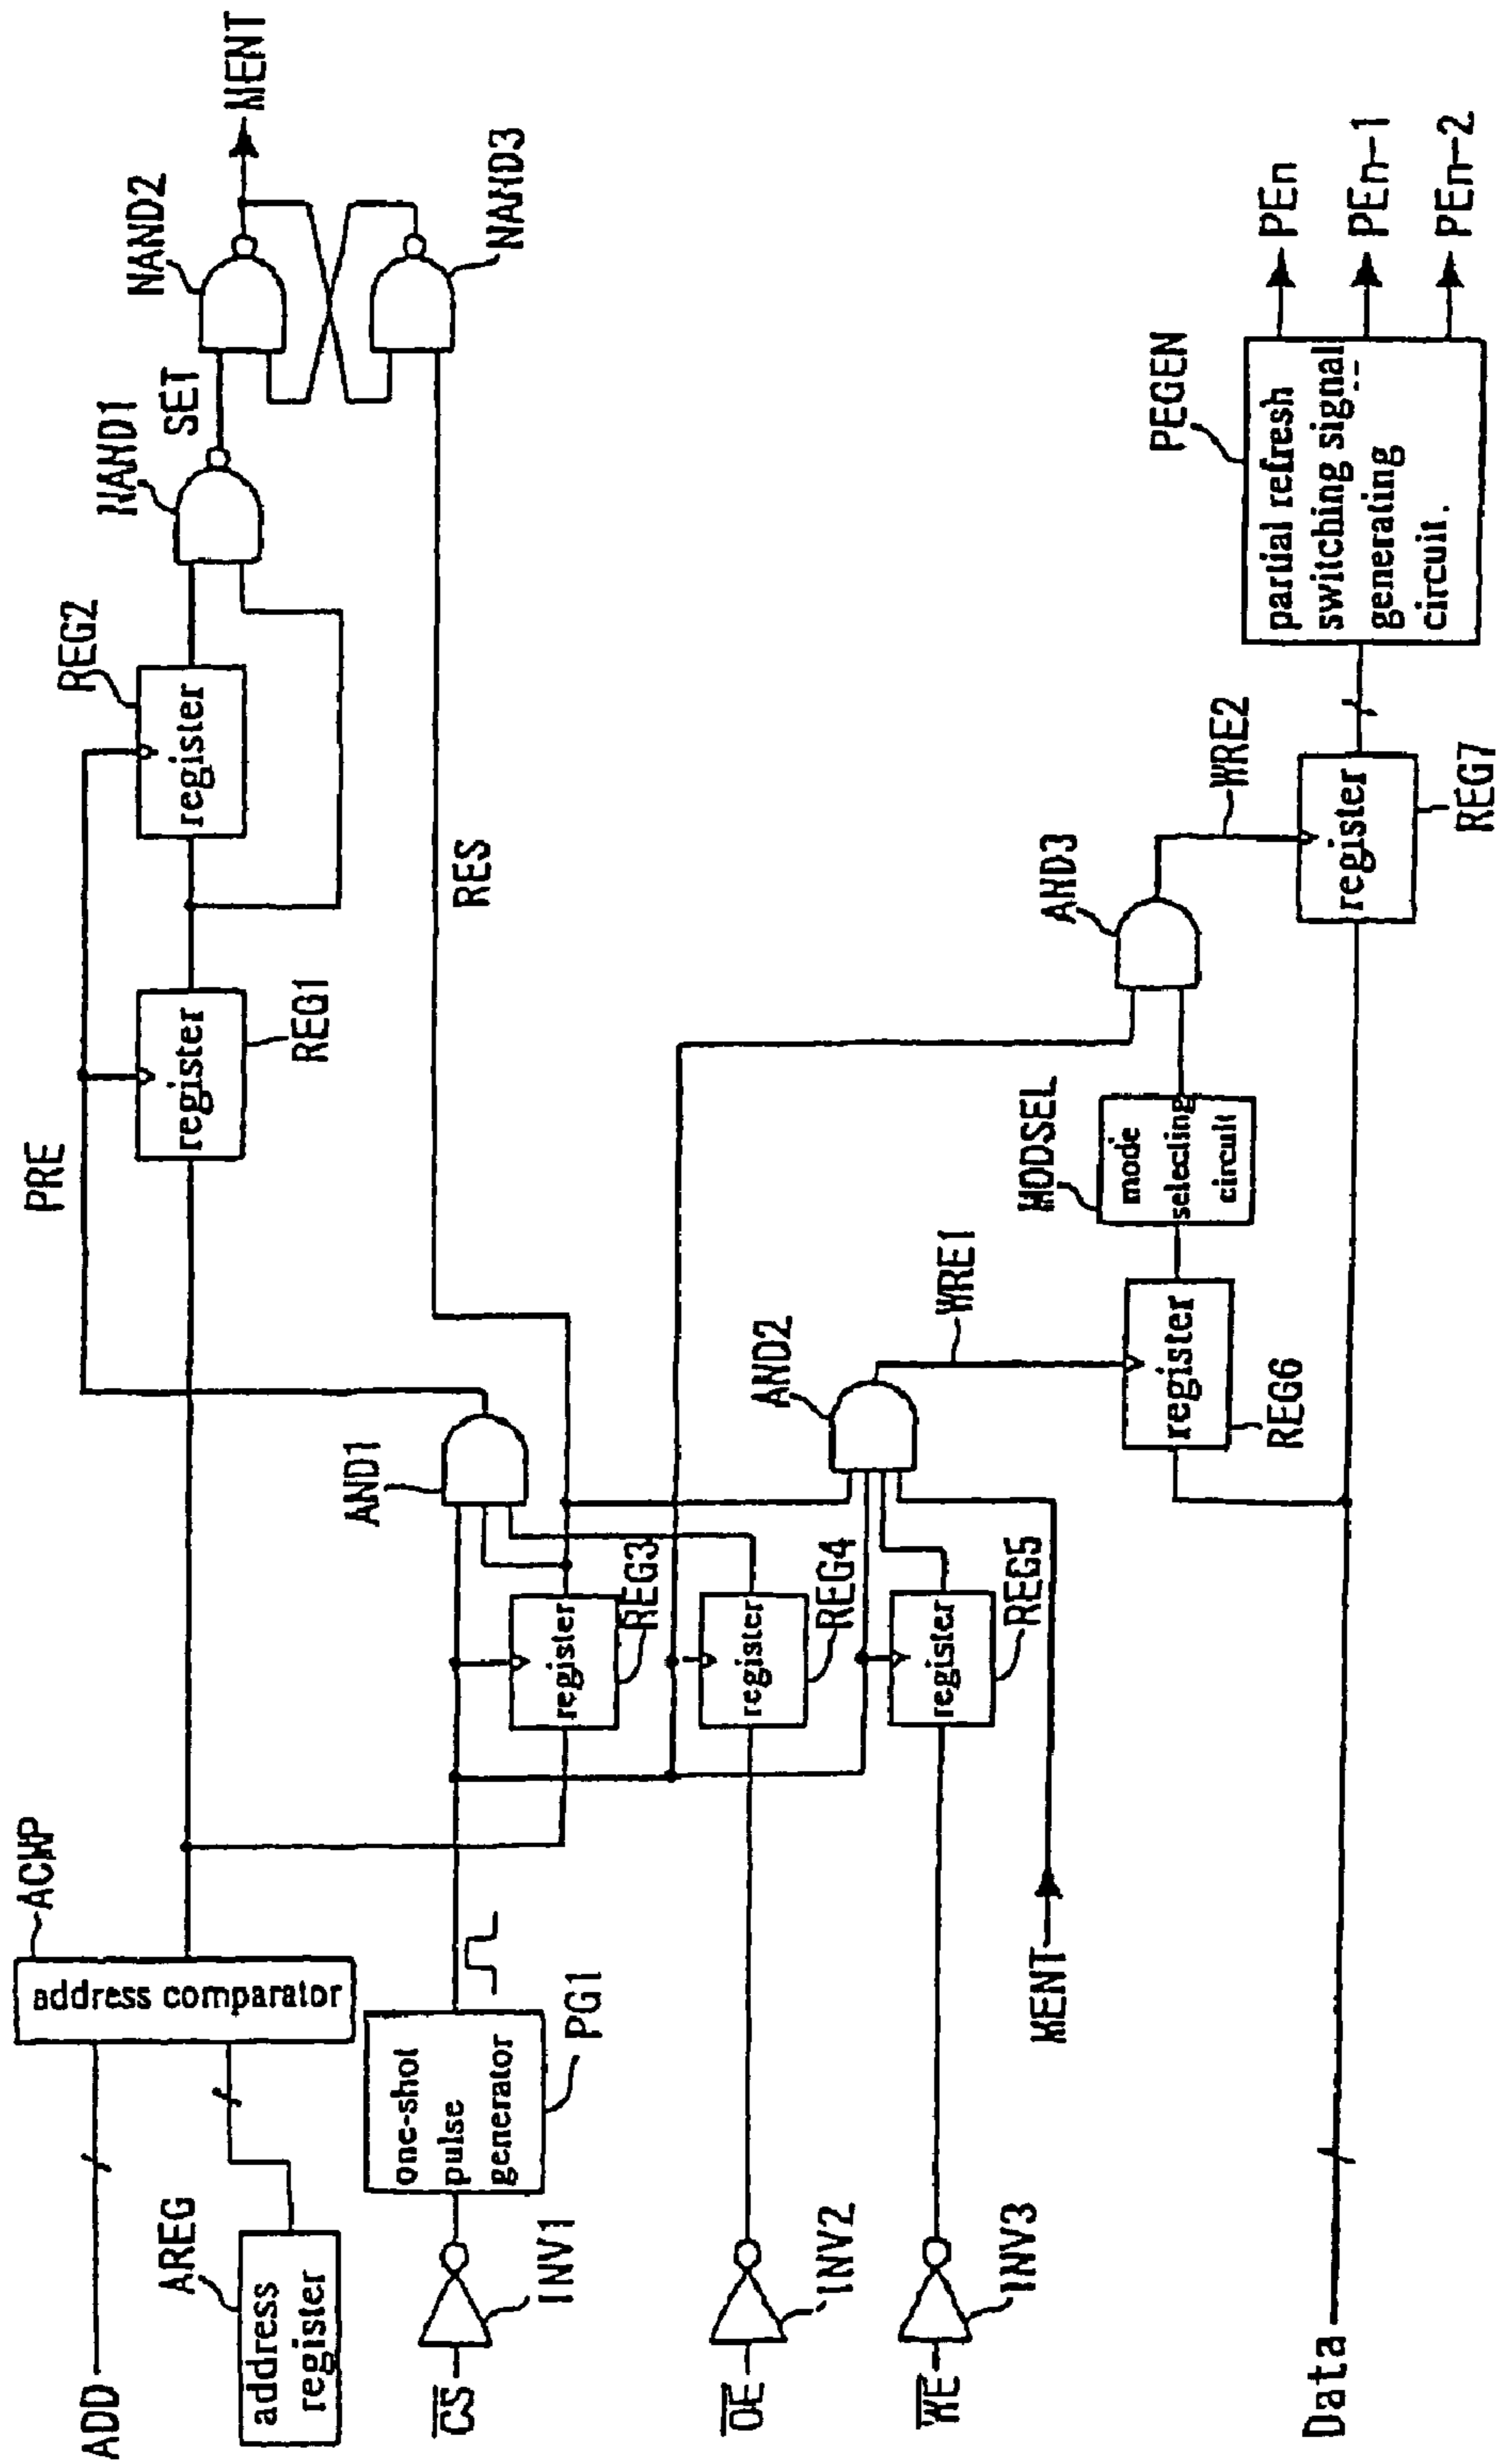 ADD
AREG
address
register
ACMP
address comparator
CS
INV1
one-shot
pulse
generator
PG1
OE
INV2
WE
INV3
MENT
Data
register
REG3
register
REG4
register
REG5
AND1
AND2
WRE1
PRE
RES
register
REG1
register
REG2
NAND1
SET
NAND2
NAND3
MENT
register
REG6
MODSEL
mode
selecting
circuit
AND3
WRE2
register
REG7
PEGEN
partial refresh
switching signal
generating
circuit.
PEn
PEn-1
PEn-2